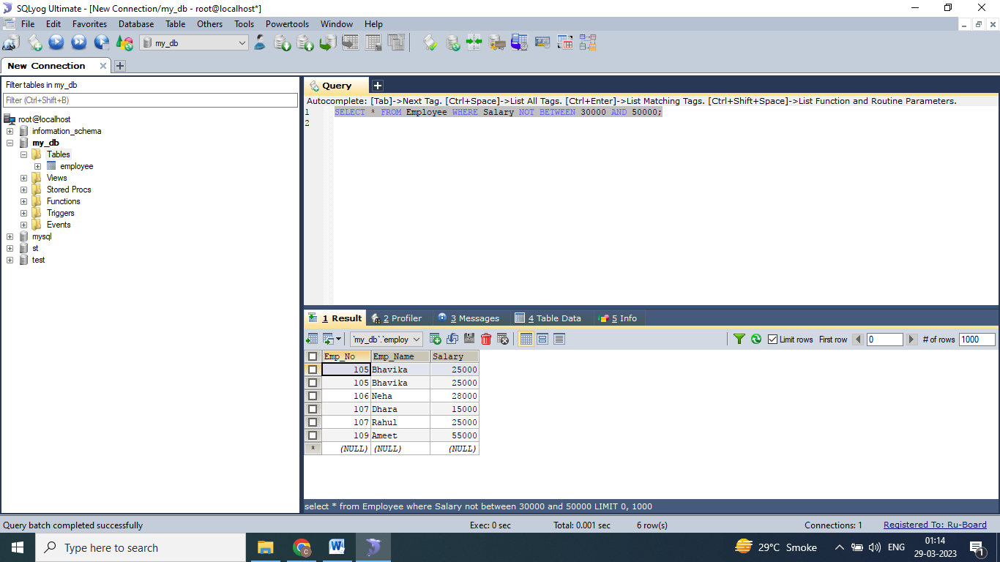 SQLyog Ultimate - [New Connection/my_db - root@localhost*]
File Edit Favorites Database Table Others Tools Powertools Window Help
my_db
New Connection
Filter tables in my_db
Filter (Ctrl+Shift+B)
root@localhost
information_schema
my_db
Tables
employee
Views
Stored Procs
Functions
Triggers
Events
mysql
st
test
Query
Autocomplete: [Tab]->Next Tag. [Ctrl+Space]->List All Tags. [Ctrl+Enter]->List Matching Tags. [Ctrl+Shift+Space]->List Function and Routine Parameters.
1 SELECT * FROM Employee WHERE Salary NOT BETWEEN 30000 AND 50000;
2
1 Result 2 Profiler 3 Messages 4 Table Data 5 Info
`my_db`.`employ Limit rows First row 0 # of rows 1000
Emp_No Emp_Name Salary
105 Bhavika 25000
105 Bhavika 25000
106 Neha 28000
107 Dhara 15000
107 Rahul 25000
109 Ameet 55000
* (NULL) (NULL) (NULL)
select * from Employee where Salary not between 30000 and 50000 LIMIT 0, 1000
Query batch completed successfully Exec: 0 sec Total: 0.001 sec 6 row(s) Connections: 1 Registered To: Ru-Board
Type here to search 29°C Smoke ENG 01:14
29-03-2023 1